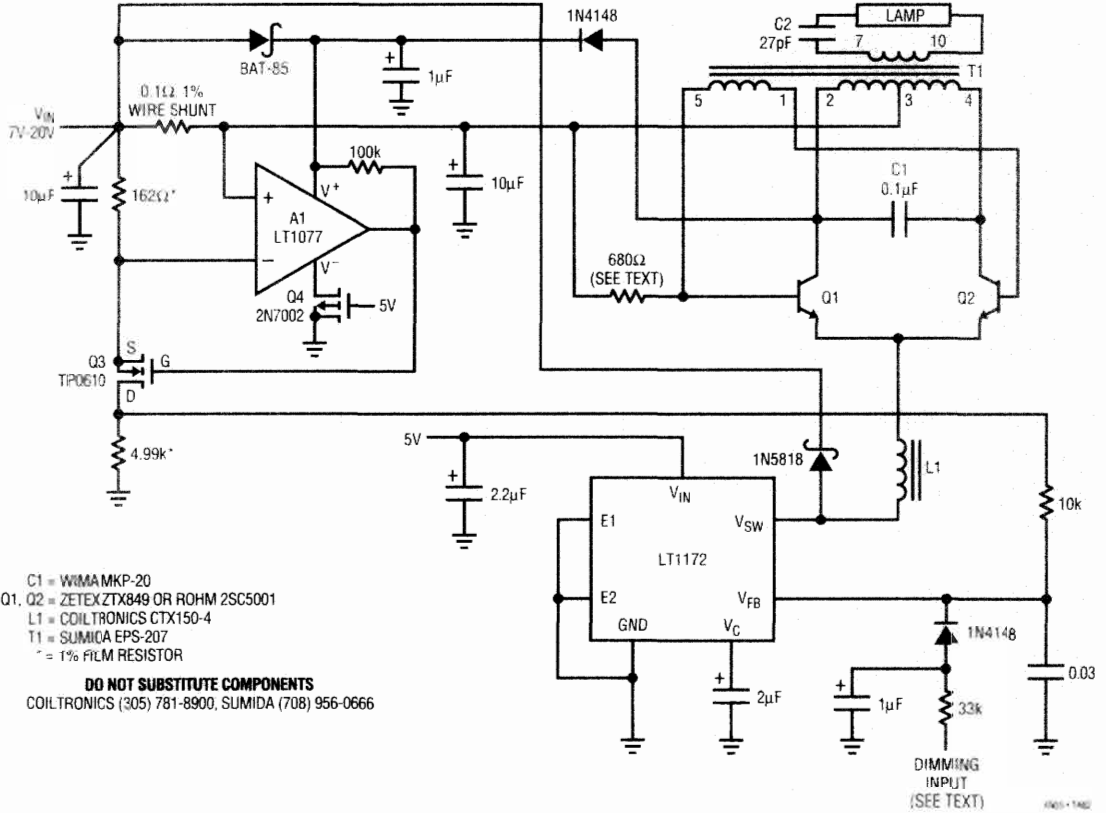 1N4148
C2
27pF
LAMP
7 10
BAT-85
+
1µF
T1
5 1 2 3 4
0.1Ω, 1%
WIRE SHUNT
VIN
7V-20V
100k
+
10µF
162Ω*
+
V+
A1
LT1077
−
V−
+
10µF
C1
0.1µF
680Ω
(SEE TEXT)
Q1
Q2
Q4
2N7002
5V
Q3
TP0610
S
G
D
4.99k*
5V
+
2.2µF
1N5818
L1
10k
VIN
E1
VSW
LT1172
E2
VFB
GND
VC
1N4148
0.03
+
2µF
+
1µF
33k
DIMMING
INPUT
(SEE TEXT)
C1 = WIMA MKP-20
Q1, Q2 = ZETEX ZTX849 OR ROHM 2SC5001
L1 = COILTRONICS CTX150-4
T1 = SUMIDA EPS-207
* = 1% FILM RESISTOR
DO NOT SUBSTITUTE COMPONENTS
COILTRONICS (305) 781-8900, SUMIDA (708) 956-0666